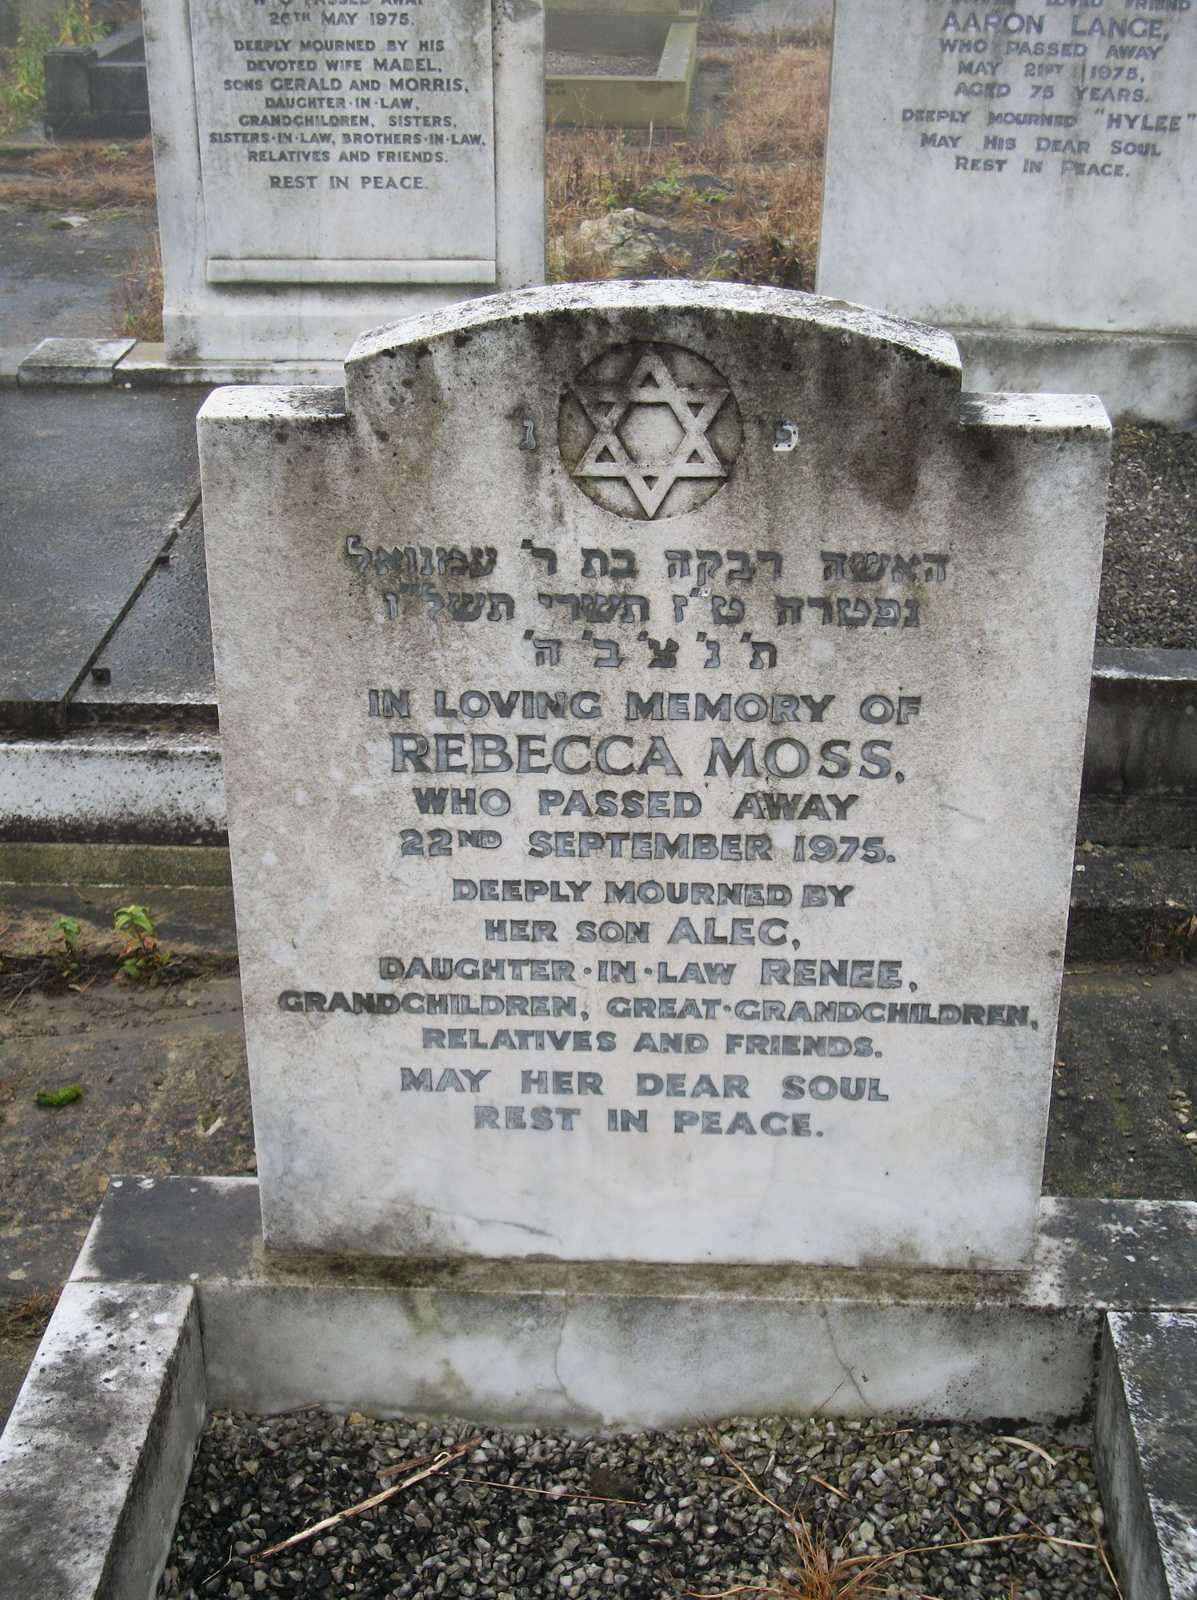 26TH MAY 1975.
DEEPLY MOURNED BY HIS
DEVOTED WIFE MABEL,
SONS GERALD AND MORRIS,
DAUGHTER·IN·LAW,
GRANDCHILDREN, SISTERS,
SISTERS·IN·LAW, BROTHERS·IN·LAW,
RELATIVES AND FRIENDS.
REST IN PEACE.
LOVED FRIEND
AARON LANGE,
WHO PASSED AWAY
MAY 21ST 1975,
AGED 75 YEARS.
DEEPLY MOURNED "HYLEE"
MAY HIS DEAR SOUL
REST IN PEACE.
פ נ
האשה רבקה בת ר' עמנואל
נפטרה ט"ז תשרי תשל"ו
ת' נ' צ' ב' ה'
IN LOVING MEMORY OF
REBECCA MOSS,
WHO PASSED AWAY
22ND SEPTEMBER 1975.
DEEPLY MOURNED BY
HER SON ALEC,
DAUGHTER·IN·LAW RENEE,
GRANDCHILDREN, GREAT·GRANDCHILDREN,
RELATIVES AND FRIENDS.
MAY HER DEAR SOUL
REST IN PEACE.